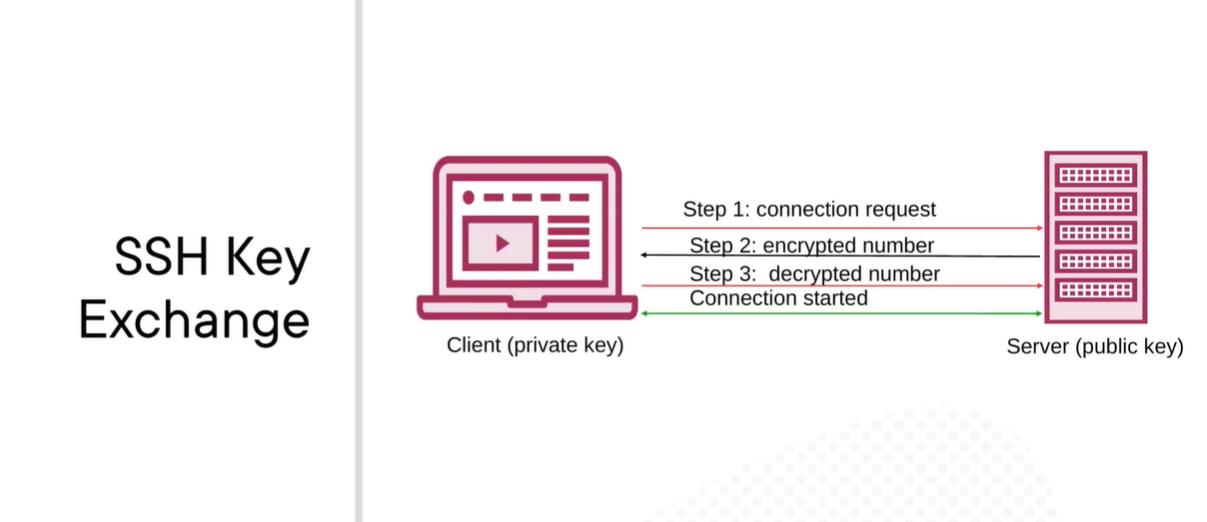 SSH Key
Exchange
Step 1: connection request
Step 2: encrypted number
Step 3:  decrypted number
Connection started
Client (private key)
Server (public key)